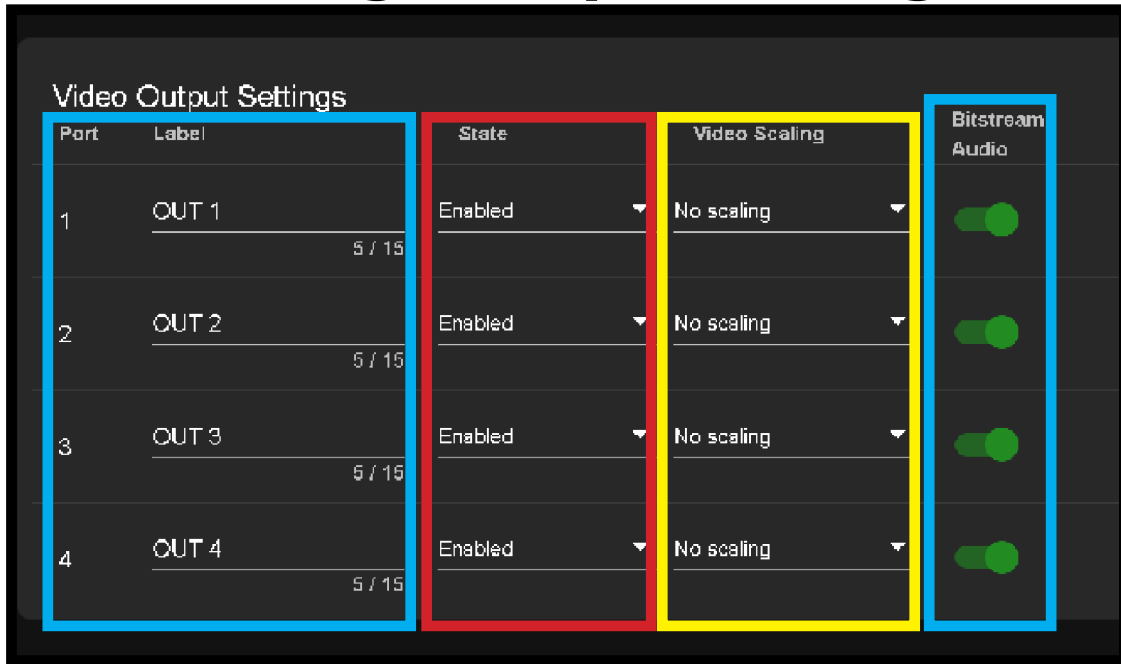 Video Output Settings
Port Label State Video Scaling Bitstream Audio
1 OUT 1 Enabled No scaling
5 / 15
2 OUT 2 Enabled No scaling
5 / 15
3 OUT 3 Enabled No scaling
5 / 15
4 OUT 4 Enabled No scaling
5 / 15